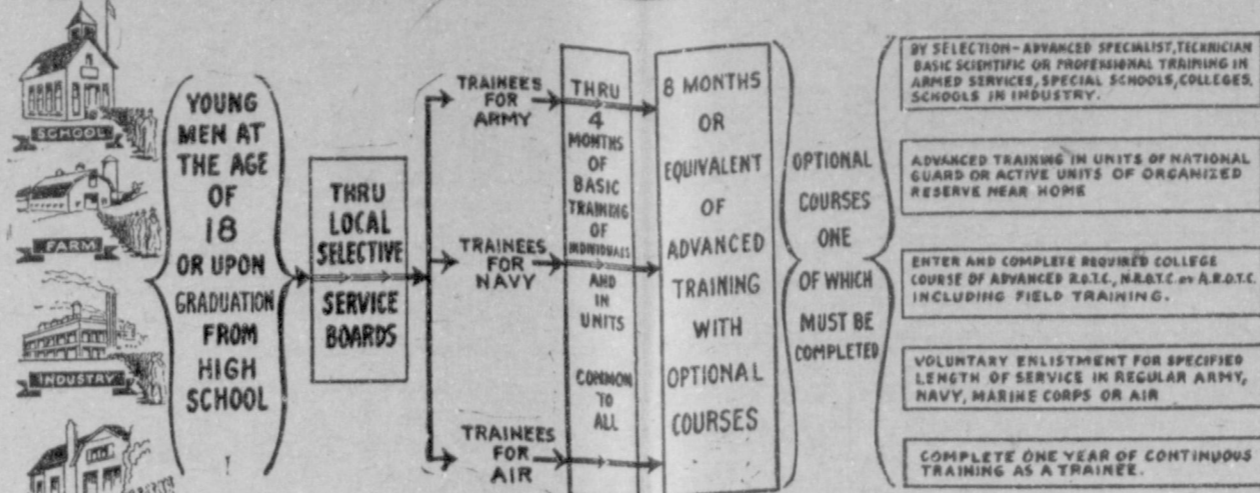 SCHOOL
FARM
INDUSTRY
YOUNG
MEN AT
THE AGE
OF
18
OR UPON
GRADUATION
FROM
HIGH
SCHOOL
THRU
LOCAL
SELECTIVE
SERVICE
BOARDS
TRAINEES
FOR
ARMY
TRAINEES
FOR
NAVY
TRAINEES
FOR
AIR
THRU
4
MONTHS
OF
BASIC
TRAINING
OF
INDIVIDUALS
AND
IN
UNITS
COMMON
TO
ALL
8 MONTHS
OR
EQUIVALENT
OF
ADVANCED
TRAINING
WITH
OPTIONAL
COURSES
OPTIONAL
COURSES
ONE
OF WHICH
MUST BE
COMPLETED
BY SELECTION-ADVANCED SPECIALIST, TECHNICIAN
BASIC SCIENTIFIC OR PROFESSIONAL TRAINING IN
ARMED SERVICES, SPECIAL SCHOOLS, COLLEGES
SCHOOLS IN INDUSTRY.
ADVANCED TRAINING IN UNITS OF NATIONAL
GUARD OR ACTIVE UNITS OF ORGANIZED
RESERVE NEAR HOME
ENTER AND COMPLETE REQUIRED COLLEGE
COURSE OF ADVANCED R.O.T.C., N.R.O.T.C. OR A.R.O.T.C.
INCLUDING FIELD TRAINING.
VOLUNTARY ENLISTMENT FOR SPECIFIED
LENGTH OF SERVICE IN REGULAR ARMY,
NAVY, MARINE CORPS OR AIR
COMPLETE ONE YEAR OF CONTINUOUS
TRAINING AS A TRAINEE.